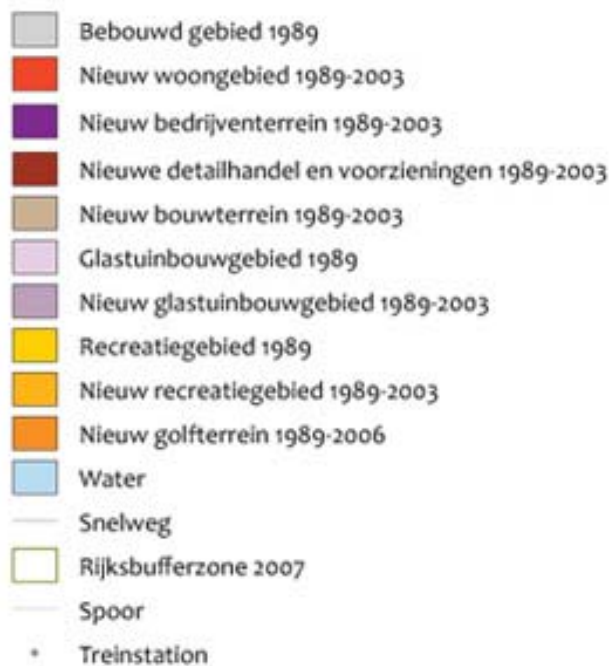 Bebouwd gebied 1989
Nieuw woongebied 1989-2003
Nieuw bedrijventerrein 1989-2003
Nieuwe detailhandel en voorzieningen 1989-2003
Nieuw bouwterrein 1989-2003
Glastuinbouwgebied 1989
Nieuw glastuinbouwgebied 1989-2003
Recreatiegebied 1989
Nieuw recreatiegebied 1989-2003
Nieuw golfterrein 1989-2006
Water
Snelweg
Rijksbufferzone 2007
Spoor
Treinstation